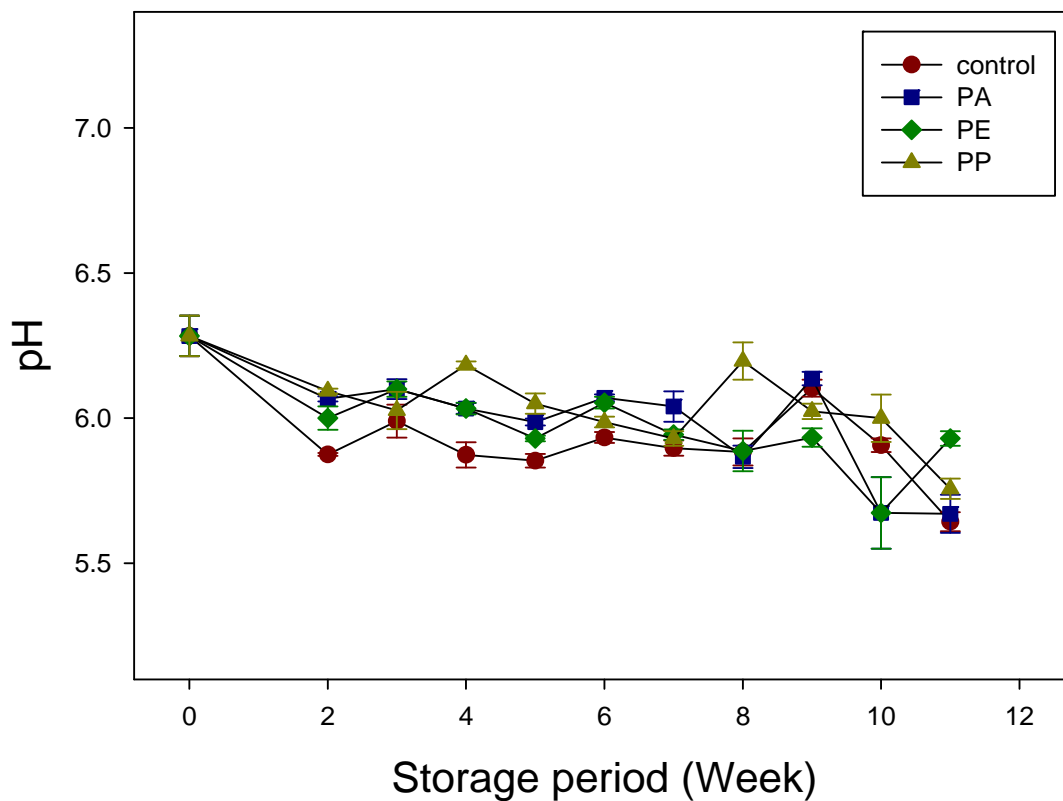 control
PA
PE
PP
7.0
6.5
6.0
5.5
pH
0 2 4 6 8 10 12
Storage period (Week)